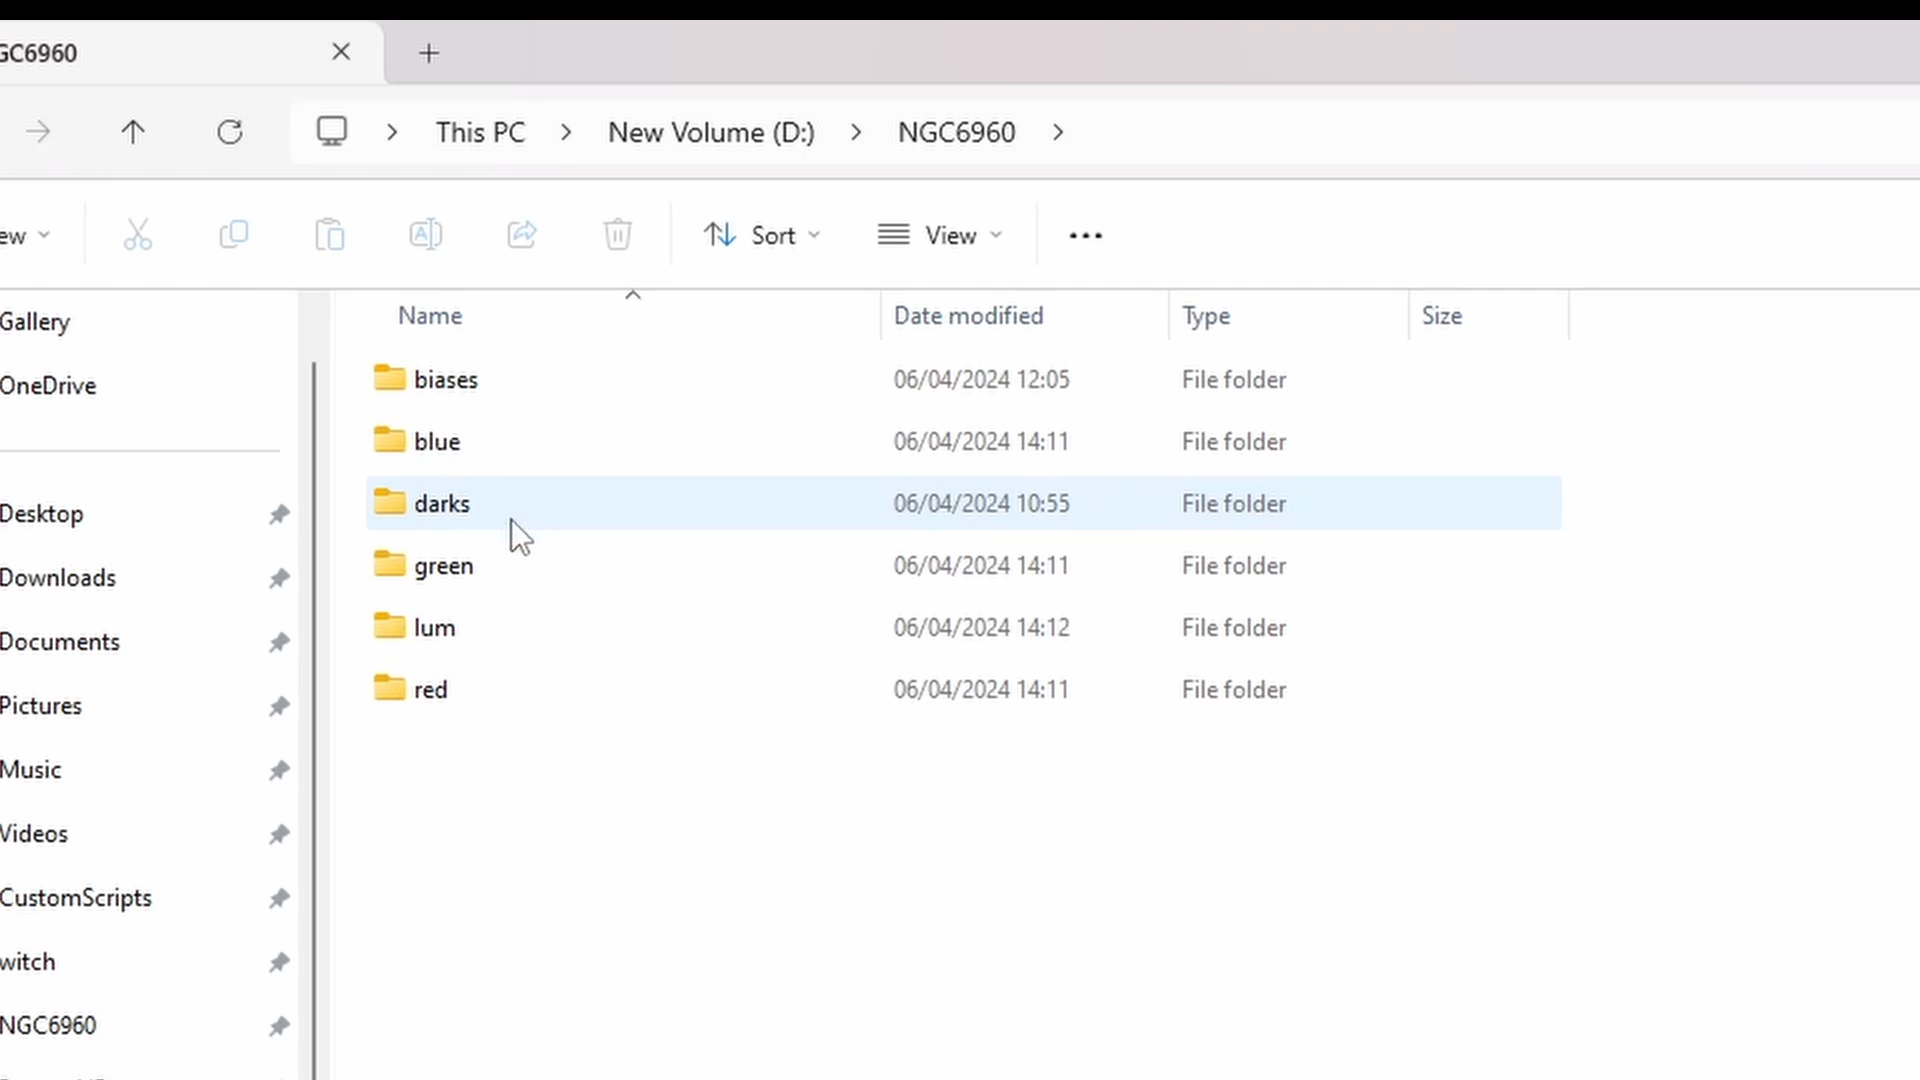 GC6960
This PC > New Volume (D:) > NGC6960 >
ew Sort View
Name Date modified Type Size
Gallery
OneDrive
Desktop
Downloads
Documents
Pictures
Music
Videos
CustomScripts
witch
NGC6960
biases 06/04/2024 12:05 File folder
blue 06/04/2024 14:11 File folder
darks 06/04/2024 10:55 File folder
green 06/04/2024 14:11 File folder
lum 06/04/2024 14:12 File folder
red 06/04/2024 14:11 File folder